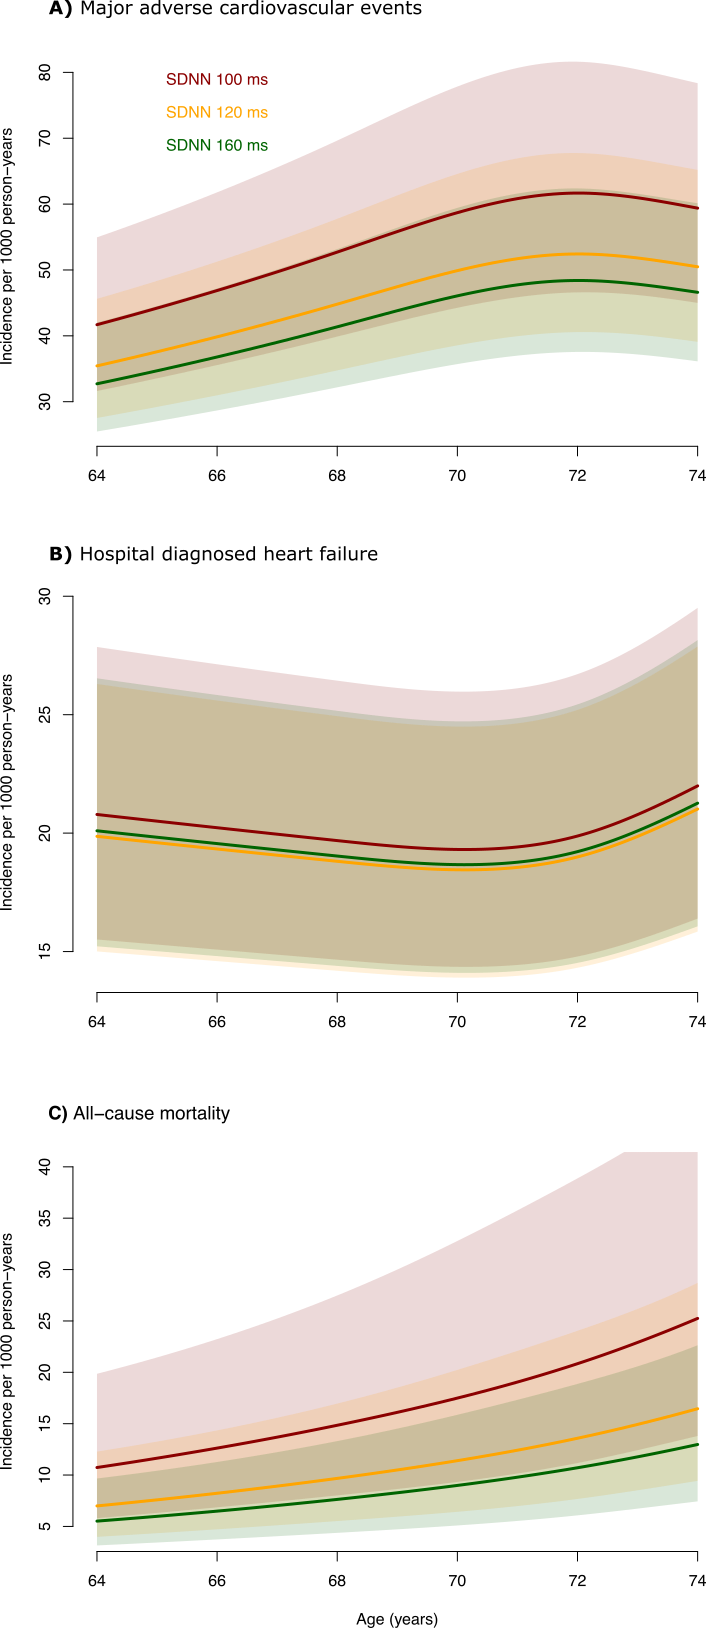 A) Major adverse cardiovascular events
SDNN 100 ms
SDNN 120 ms
SDNN 160 ms
Incidence per 1000 person−years
80
70
60
50
40
30
64 66 68 70 72 74
B) Hospital diagnosed heart failure
Incidence per 1000 person−years
30
25
20
15
64 66 68 70 72 74
C) All−cause mortality
Incidence per 1000 person−years
40
35
30
25
20
15
10
5
64 66 68 70 72 74
Age (years)